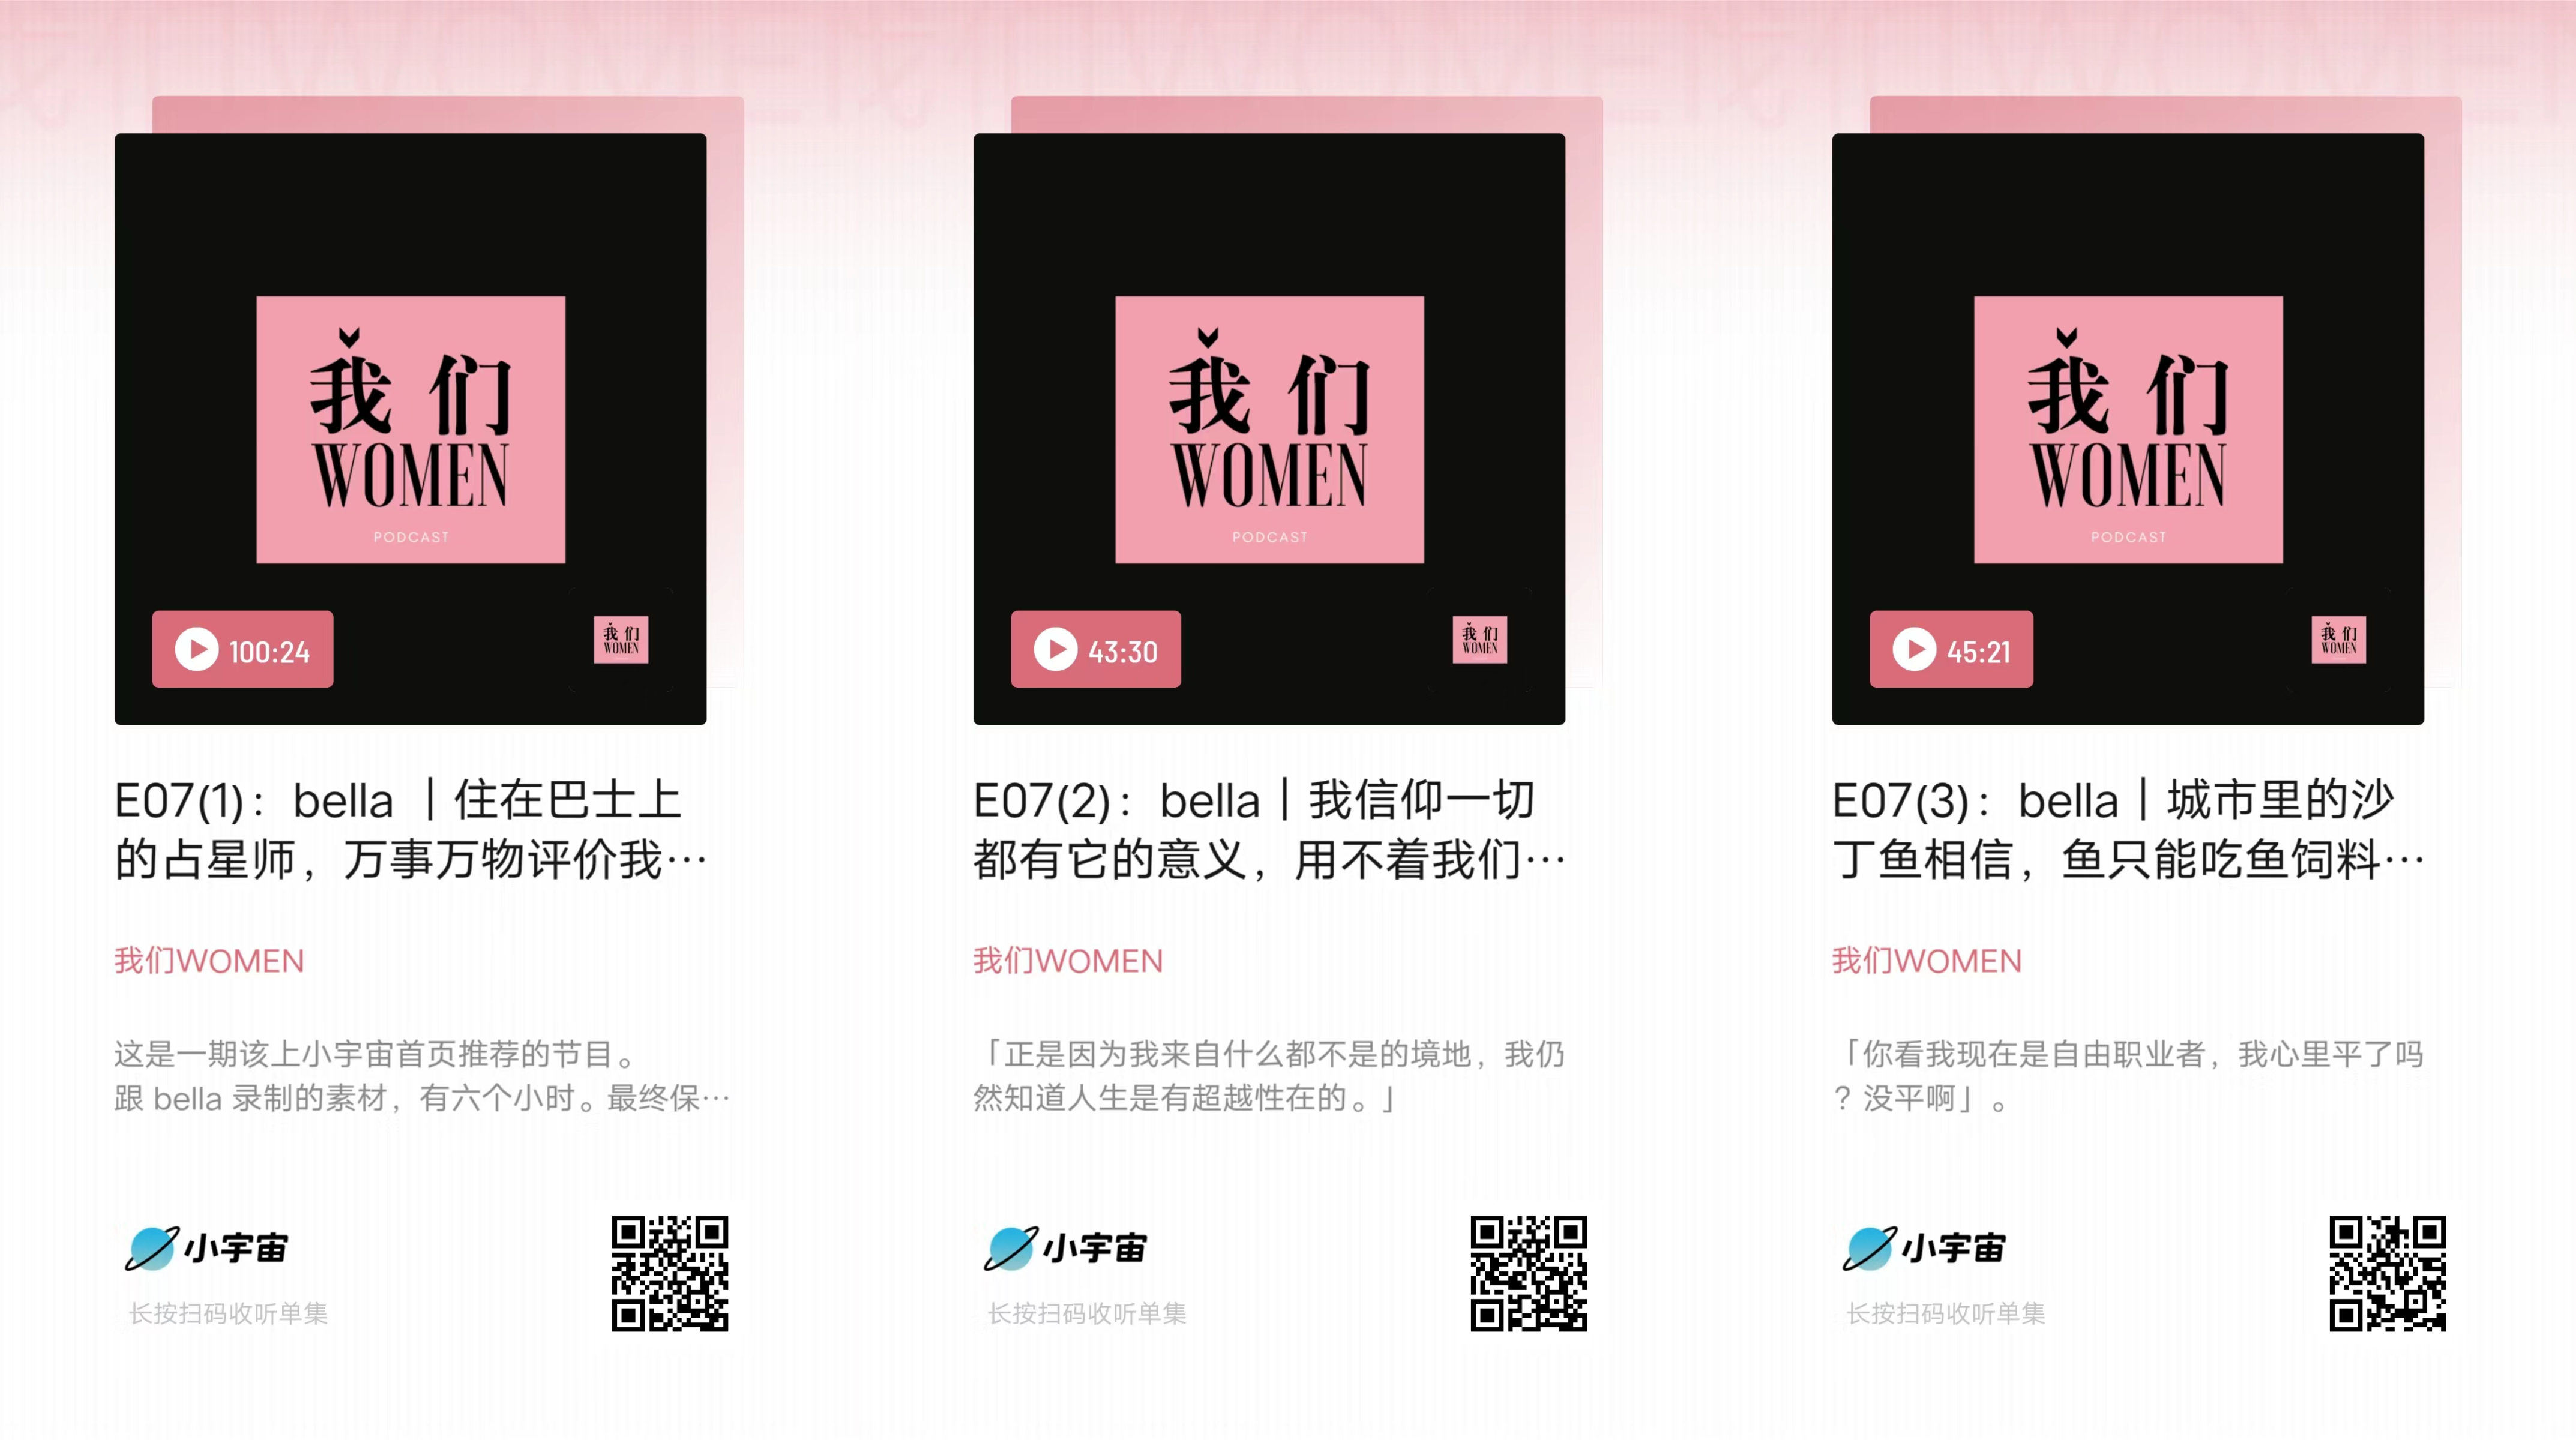 我们
WOMEN
PODCAST
100:24
我们
WOMEN
E07(1)：bella ｜住在巴士上
的占星师，万事万物评价我…
我们WOMEN
这是一期该上小宇宙首页推荐的节目。
跟 bella 录制的素材，有六个小时。最终保…
小宇宙
长按扫码收听单集
我们
WOMEN
PODCAST
43:30
我们
WOMEN
E07(2)：bella｜我信仰一切
都有它的意义，用不着我们…
我们WOMEN
「正是因为我来自什么都不是的境地，我仍
然知道人生是有超越性在的。」
小宇宙
长按扫码收听单集
我们
WOMEN
PODCAST
45:21
我们
WOMEN
E07(3)：bella｜城市里的沙
丁鱼相信，鱼只能吃鱼饲料…
我们WOMEN
「你看我现在是自由职业者，我心里平了吗
？没平啊」。
小宇宙
长按扫码收听单集